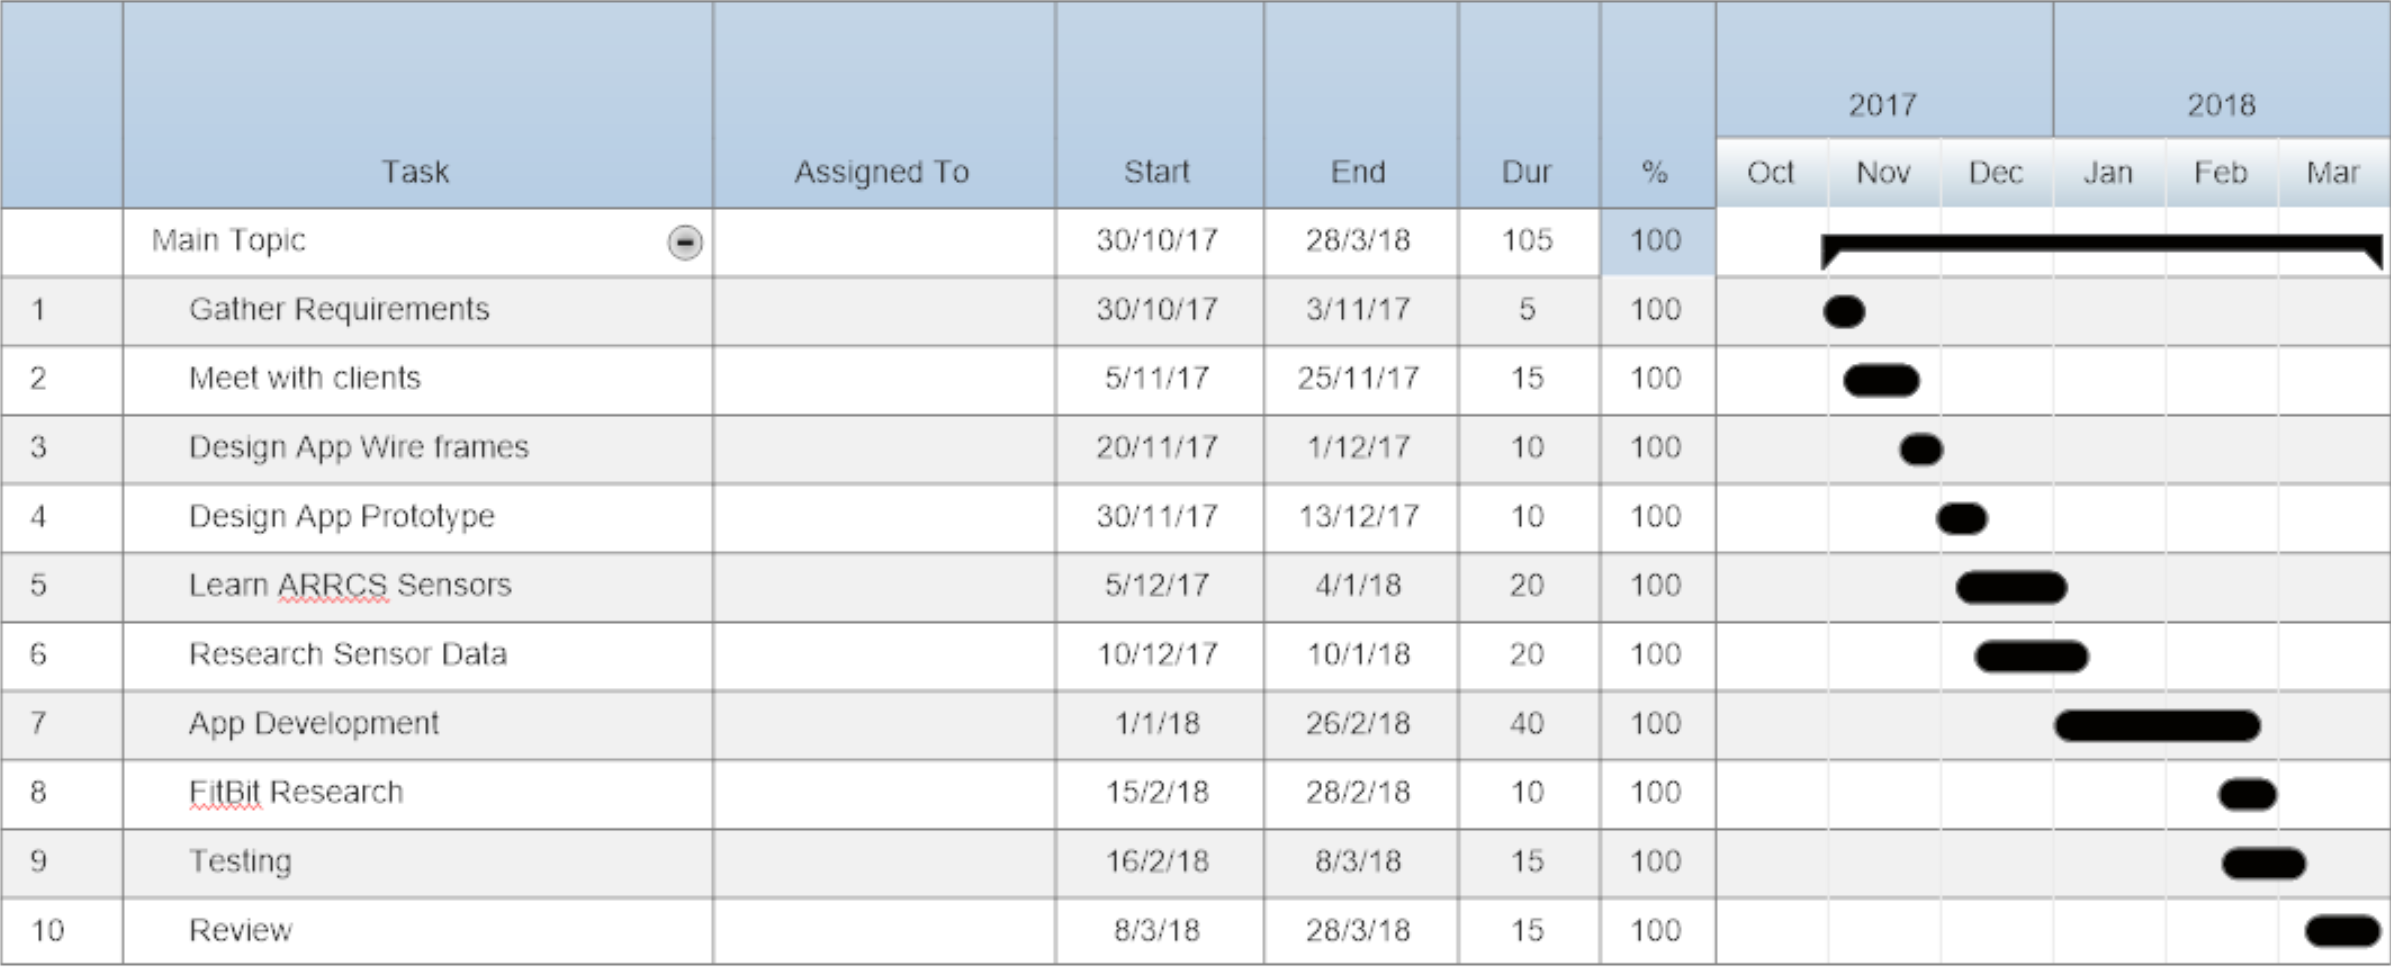 2017 2018
Task Assigned To Start End Dur % Oct Nov Dec Jan Feb Mar
Main Topic 30/10/17 28/3/18 105 100
1 Gather Requirements 30/10/17 3/11/17 5 100
2 Meet with clients 5/11/17 25/11/17 15 100
3 Design App Wire frames 20/11/17 1/12/17 10 100
4 Design App Prototype 30/11/17 13/12/17 10 100
5 Learn ARRCS Sensors 5/12/17 4/1/18 20 100
6 Research Sensor Data 10/12/17 10/1/18 20 100
7 App Development 1/1/18 26/2/18 40 100
8 FitBit Research 15/2/18 28/2/18 10 100
9 Testing 16/2/18 8/3/18 15 100
10 Review 8/3/18 28/3/18 15 100